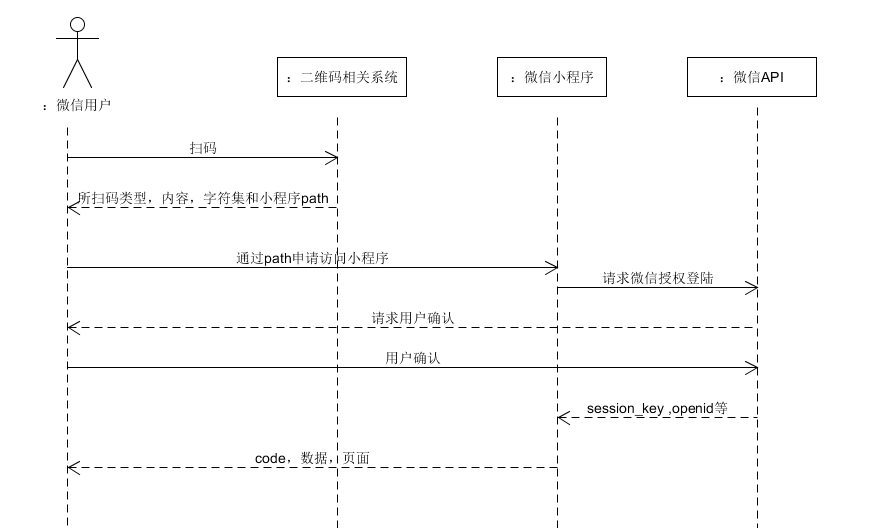 ：微信用户
：二维码相关系统
：微信小程序
：微信API
扫码
所扫码类型，内容，字符集和小程序path
通过path申请访问小程序
请求微信授权登陆
请求用户确认
用户确认
session_key ,openid等
code，数据，页面